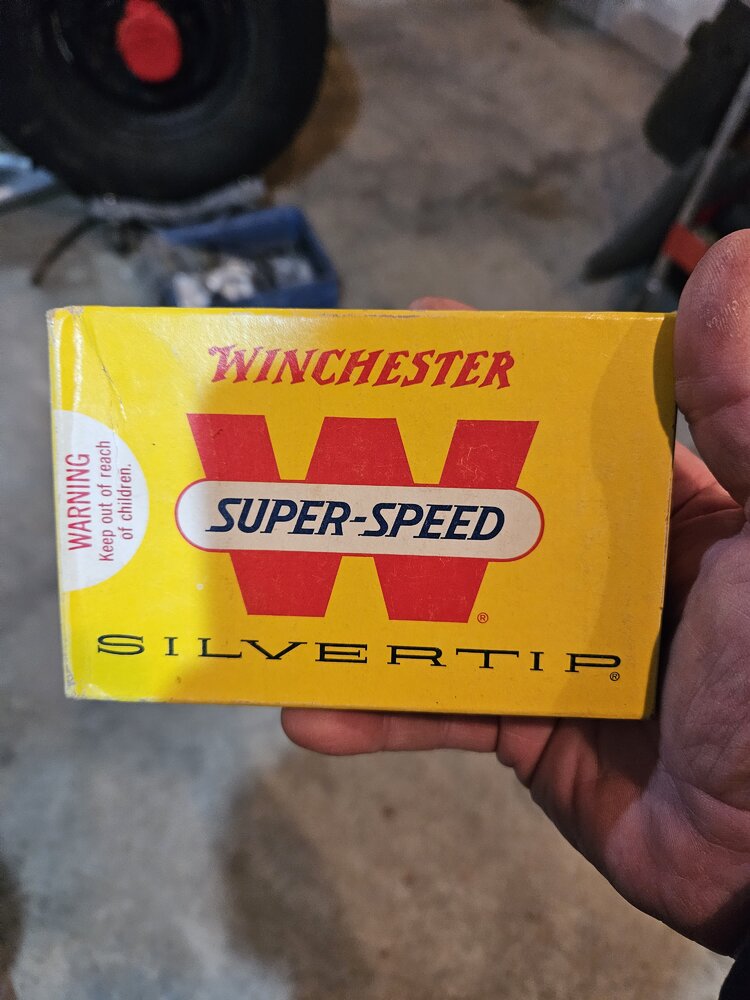 WINCHESTER
W
SUPER-SPEED
®
SILVERTIP
®
WARNING
Keep out of reach
of children.